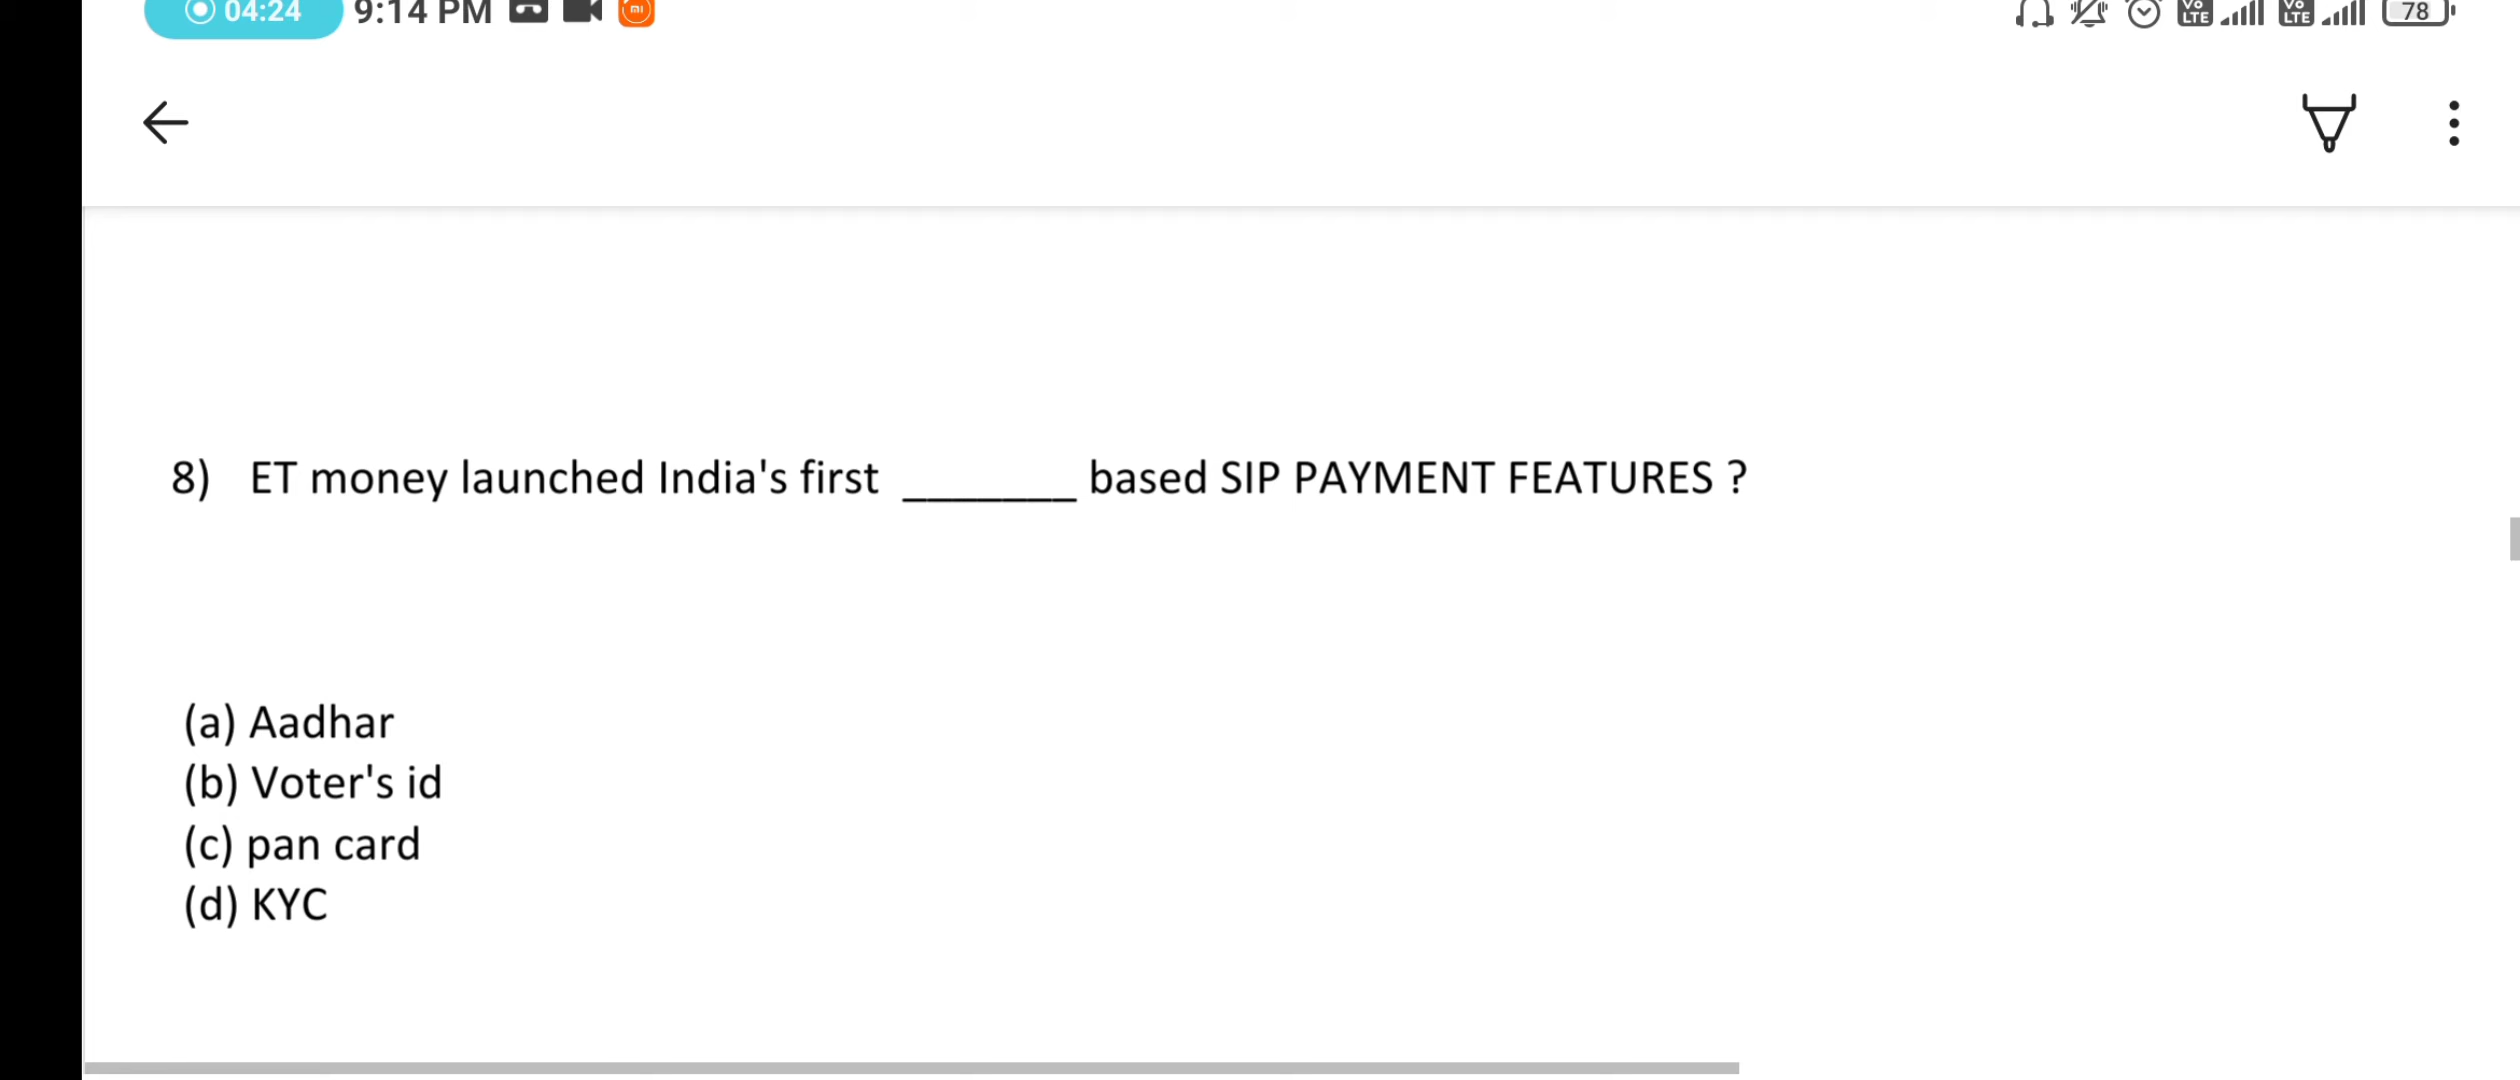 04:24 9:14 PM 78
8) ET money launched India's first _______ based SIP PAYMENT FEATURES ?
(a) Aadhar
(b) Voter's id
(c) pan card
(d) KYC